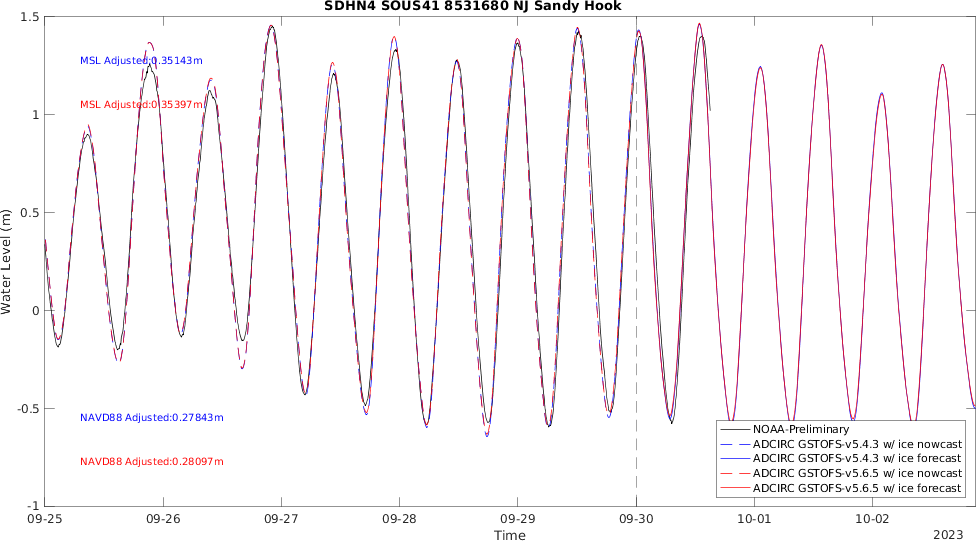 SDHN4 SOUS41 8531680 NJ Sandy Hook
1.5
MSL Adjusted:0.35143m
MSL Adjusted:0.35397m
1
0.5
Water Level (m)
0
-0.5
NAVD88 Adjusted:0.27843m
NAVD88 Adjusted:0.28097m
NOAA-Preliminary
ADCIRC GSTOFS-v5.4.3 w/ ice nowcast
ADCIRC GSTOFS-v5.4.3 w/ ice forecast
ADCIRC GSTOFS-v5.6.5 w/ ice nowcast
ADCIRC GSTOFS-v5.6.5 w/ ice forecast
-1
09-25 09-26 09-27 09-28 09-29 09-30 10-01 10-02
Time
2023